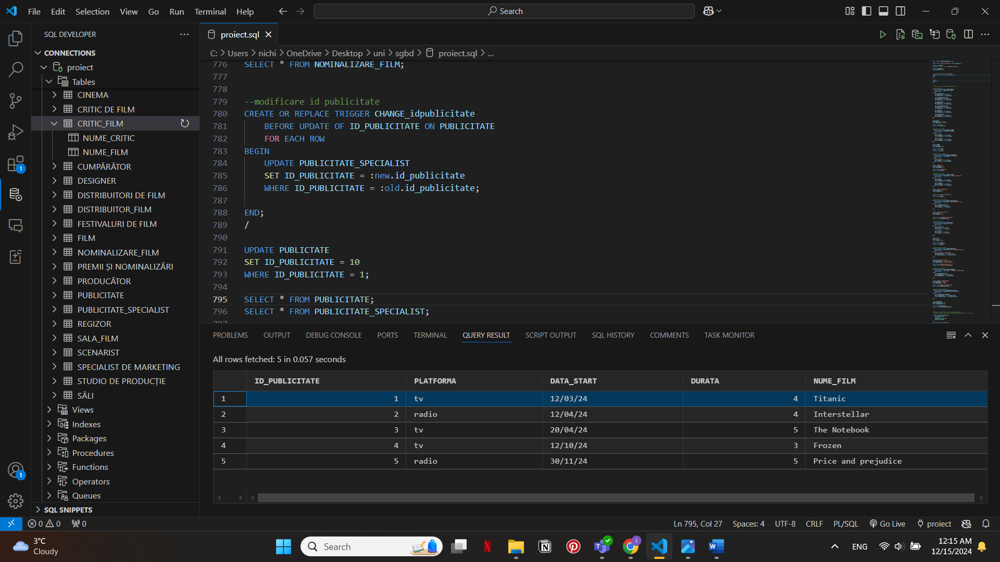 File Edit Selection View Go Run Terminal Help
Search
SQL DEVELOPER
proiect.sql
CONNECTIONS
C: > Users > nichi > OneDrive > Desktop > uni > sgbd > proiect.sql > ...
proiect
Tables
CINEMA
CRITIC DE FILM
CRITIC_FILM
NUME_CRITIC
NUME_FILM
CUMPĂRĂTOR
DESIGNER
DISTRIBUITORI DE FILM
DISTRIBUITOR_FILM
FESTIVALURI DE FILM
FILM
NOMINALIZARE_FILM
PREMII ȘI NOMINALIZĂRI
PRODUCĂTOR
PUBLICITATE
PUBLICITATE_SPECIALIST
REGIZOR
SALA_FILM
SCENARIST
SPECIALIST DE MARKETING
STUDIO DE PRODUCȚIE
SĂLI
Views
Indexes
Packages
Procedures
Functions
Operators
Queues
SQL SNIPPETS
1
1
776 SELECT * FROM NOMINALIZARE_FILM;
777
778
779 --modificare id publicitate
780 CREATE OR REPLACE TRIGGER CHANGE_idpublicitate
781 BEFORE UPDATE OF ID_PUBLICITATE ON PUBLICITATE
782 FOR EACH ROW
783 BEGIN
784 UPDATE PUBLICITATE_SPECIALIST
785 SET ID_PUBLICITATE = :new.id_publicitate
786 WHERE ID_PUBLICITATE = :old.id_publicitate;
787
788 END;
789 /
790
791 UPDATE PUBLICTATE
792 SET ID_PUBLICITATE = 10
793 WHERE ID_PUBLICITATE = 1;
794
795 SELECT * FROM PUBLICITATE;
796 SELECT * FROM PUBLICITATE_SPECIALIST;
797
PROBLEMS OUTPUT DEBUG CONSOLE PORTS TERMINAL QUERY RESULT SCRIPT OUTPUT SQL HISTORY COMMENTS TASK MONITOR
All rows fetched: 5 in 0.057 seconds
ID_PUBLICITATE PLATFORMA DATA_START DURATA NUME_FILM
1 1 tv 12/03/24 4 Titanic
2 2 radio 12/04/24 4 Interstellar
3 3 tv 20/04/24 5 The Notebook
4 4 tv 12/10/24 3 Frozen
5 5 radio 30/11/24 5 Price and prejudice
0 0 0 Ln 795, Col 27 Spaces: 4 UTF-8 CRLF PL/SQL Go Live proiect
3°C
Cloudy
Search
ENG
12:15 AM
12/15/2024